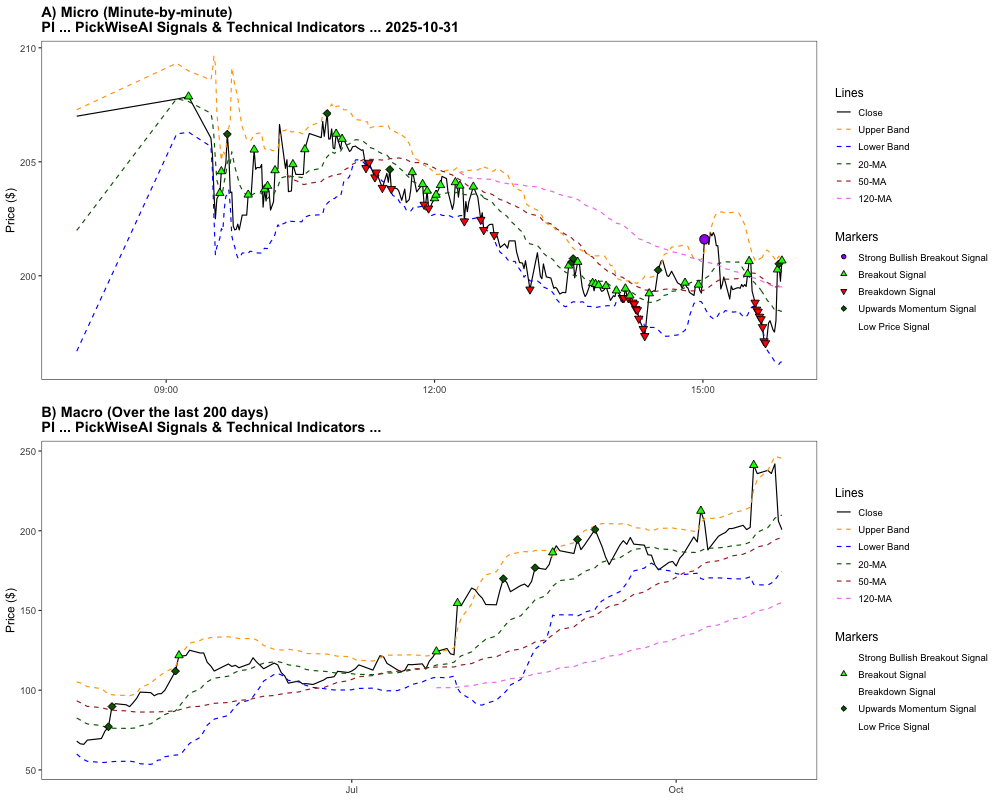 A) Micro (Minute-by-minute)
PI ... PickWiseAI Signals & Technical Indicators ... 2025-10-31
Price ($)
210
205
200
09:00
12:00
15:00
Lines
Close
Upper Band
Lower Band
20-MA
50-MA
120-MA
Markers
Strong Bullish Breakout Signal
Breakout Signal
Breakdown Signal
Upwards Momentum Signal
Low Price Signal
B) Macro (Over the last 200 days)
PI ... PickWiseAI Signals & Technical Indicators ...
Price ($)
250
200
150
100
50
Jul
Oct
Lines
Close
Upper Band
Lower Band
20-MA
50-MA
120-MA
Markers
Strong Bullish Breakout Signal
Breakout Signal
Breakdown Signal
Upwards Momentum Signal
Low Price Signal